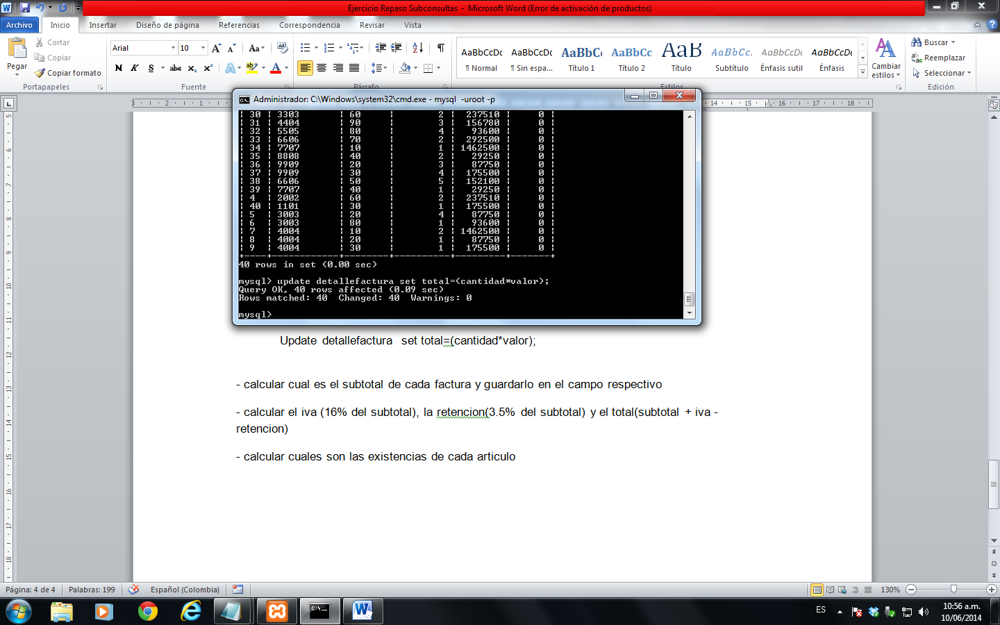 Ejercicio Repaso Subconsultas - Microsoft Word (Error de activación de productos)
Archivo Inicio Insertar Diseño de página Referencias Correspondencia Revisar Vista
Pegar
Cortar
Copiar
Copiar formato
Portapapeles
Arial 10
N K S abc x₂ x²
Fuente
Párrafo
AaBbCcDc ¶ Normal
AaBbCcDc ¶ Sin espa...
AaBbCc Título 1
AaBbCc Título 2
AaB Título
AaBbCc. Subtítulo
AaBbCcDc Énfasis sutil
AaBbCcDc Énfasis
Cambiar estilos
Estilos
Buscar
Reemplazar
Seleccionar
Edición
Administrador: C:\Windows\system32\cmd.exe - mysql -uroot -p
| 30 | 3303 | 60 | 2 | 237510 | 0 |
| 31 | 4404 | 90 | 3 | 156780 | 0 |
| 32 | 5505 | 80 | 4 | 93600 | 0 |
| 33 | 6606 | 70 | 2 | 292500 | 0 |
| 34 | 7707 | 10 | 1 | 1462500 | 0 |
| 35 | 8808 | 40 | 2 | 29250 | 0 |
| 36 | 9909 | 20 | 3 | 87750 | 0 |
| 37 | 9909 | 30 | 4 | 175500 | 0 |
| 38 | 6606 | 50 | 5 | 152100 | 0 |
| 39 | 7707 | 40 | 1 | 29250 | 0 |
| 4 | 2002 | 60 | 2 | 237510 | 0 |
| 40 | 1101 | 30 | 1 | 175500 | 0 |
| 5 | 3003 | 20 | 4 | 87750 | 0 |
| 6 | 3003 | 80 | 1 | 93600 | 0 |
| 7 | 4004 | 10 | 2 | 1462500 | 0 |
| 8 | 4004 | 20 | 1 | 87750 | 0 |
| 9 | 4004 | 30 | 1 | 175500 | 0 |
40 rows in set (0.00 sec)
mysql> update detallefactura set total=(cantidad*valor);
Query OK, 40 rows affected (0.09 sec)
Rows matched: 40 Changed: 40 Warnings: 0
mysql>
Update detallefactura set total=(cantidad*valor);
- calcular cual es el subtotal de cada factura y guardarlo en el campo respectivo
- calcular el iva (16% del subtotal), la retencion(3.5% del subtotal) y el total(subtotal + iva -
retencion)
- calcular cuales son las existencias de cada articulo
Página: 4 de 4 Palabras: 199 Español (Colombia) 130%
ES
10:56 a.m.
10/06/2014